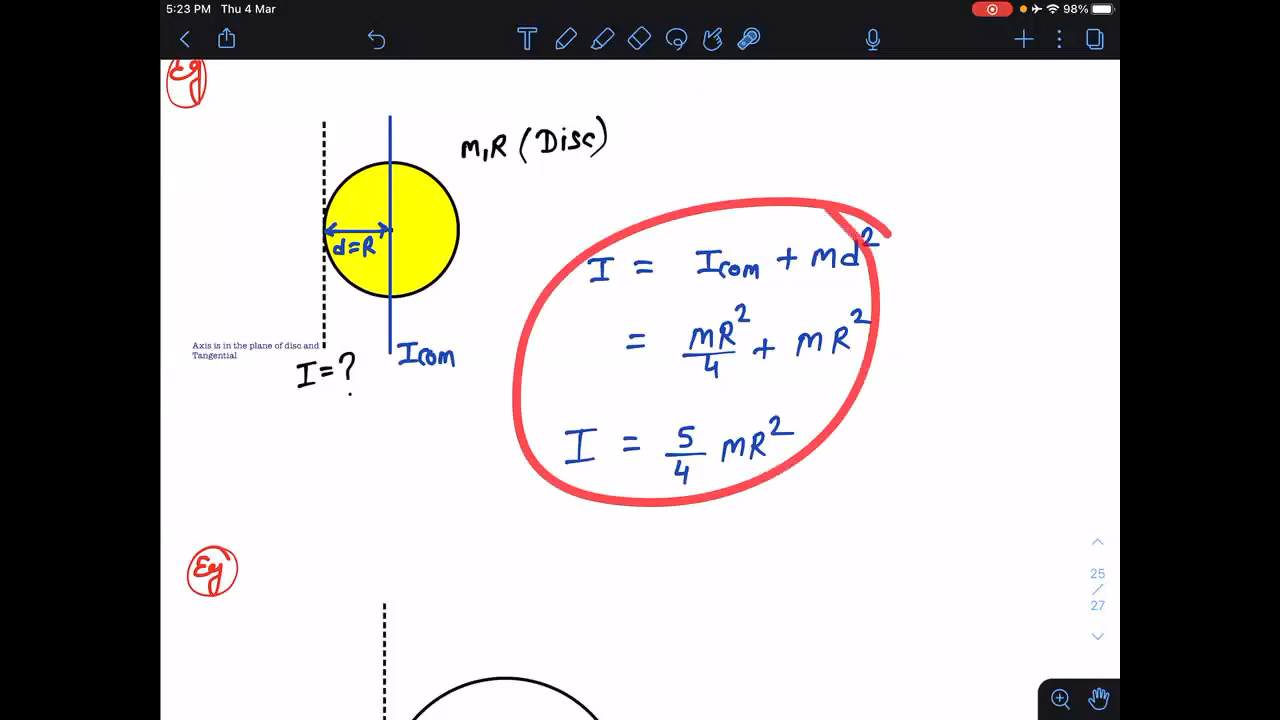 5:23 PM Thu 4 Mar
98%
Eg
m,R (Disc)
d=R
Axis is in the plane of disc and
Tangential
I=?
Icom
I = Icom + md²
= mR²/4 + mR²
I = 5/4 mR²
Eg
25
/
27